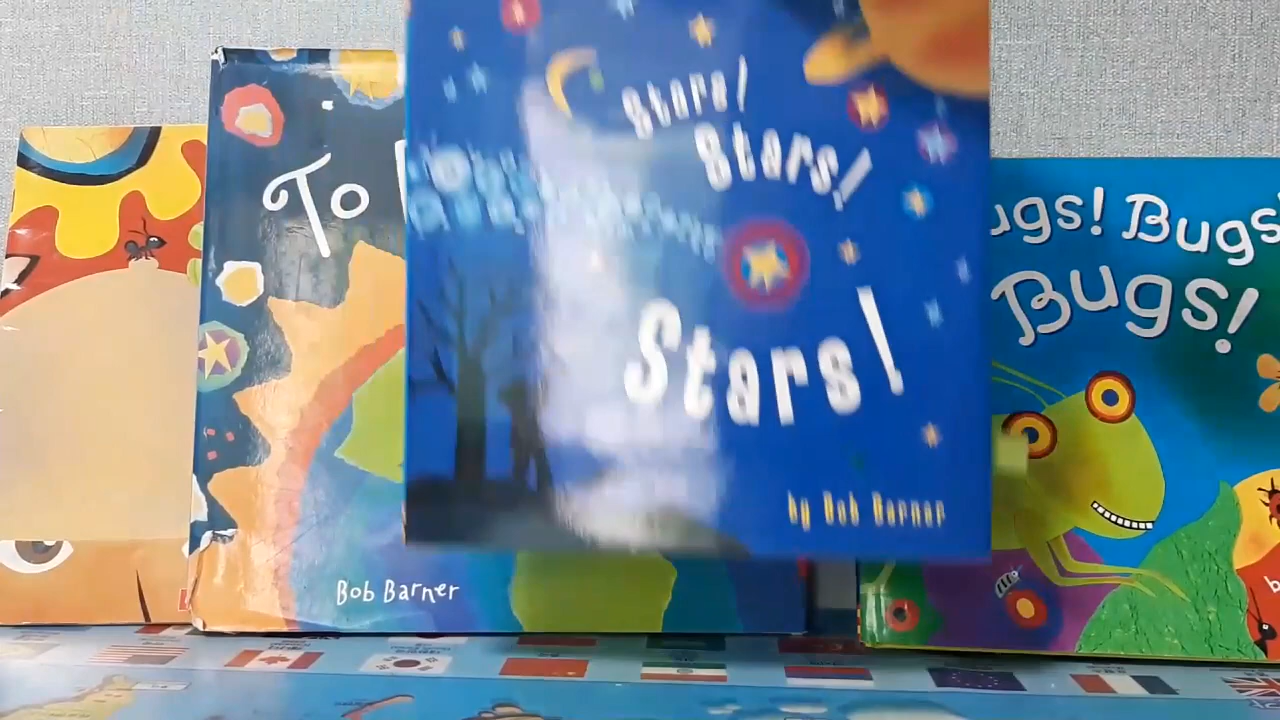 To
Bob Barner
Stars!
Stars!
Stars!
by Bob Barner
ugs! Bugs
Bugs!